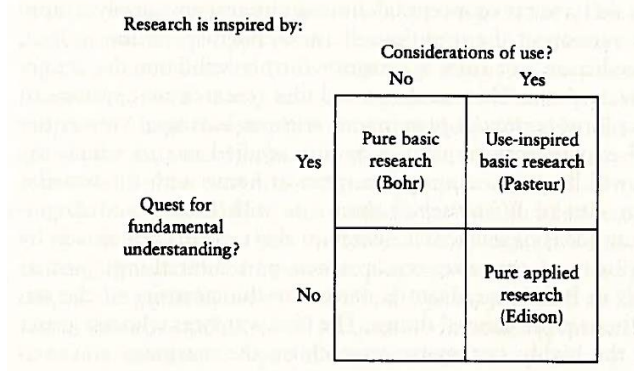 Research is inspired by:
Considerations of use?
No Yes
Pure basic Use-inspired
Yes research basic research
(Bohr) (Pasteur)
Quest for
fundamental
understanding?
Pure applied
No research
(Edison)